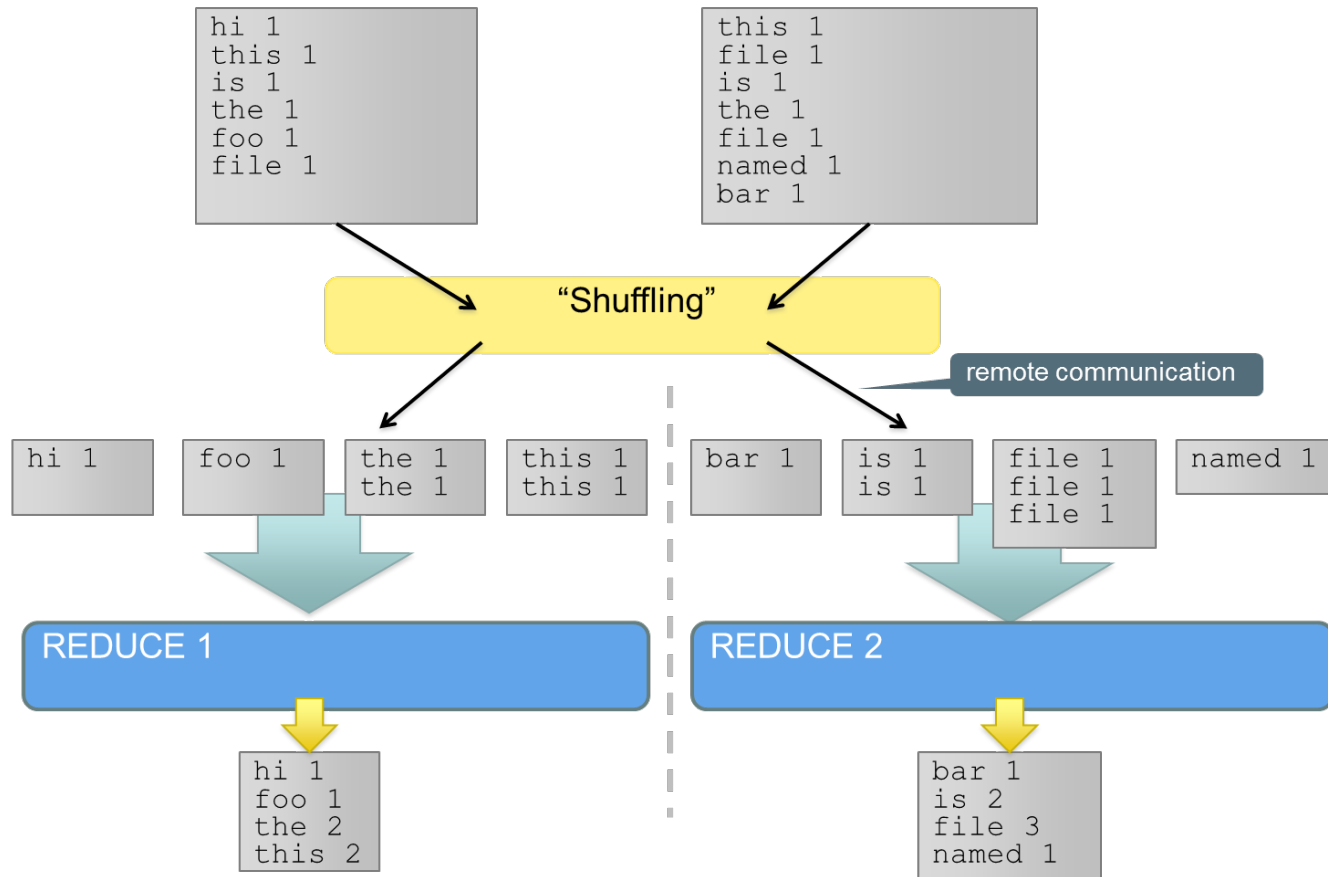 hi 1
this 1
is 1
the 1
foo 1
file 1
this 1
file 1
is 1
the 1
file 1
named 1
bar 1
“Shuffling”
remote communication
hi 1
foo 1
the 1
the 1
this 1
this 1
bar 1
is 1
is 1
file 1
file 1
file 1
named 1
REDUCE 1
REDUCE 2
hi 1
foo 1
the 2
this 2
bar 1
is 2
file 3
named 1